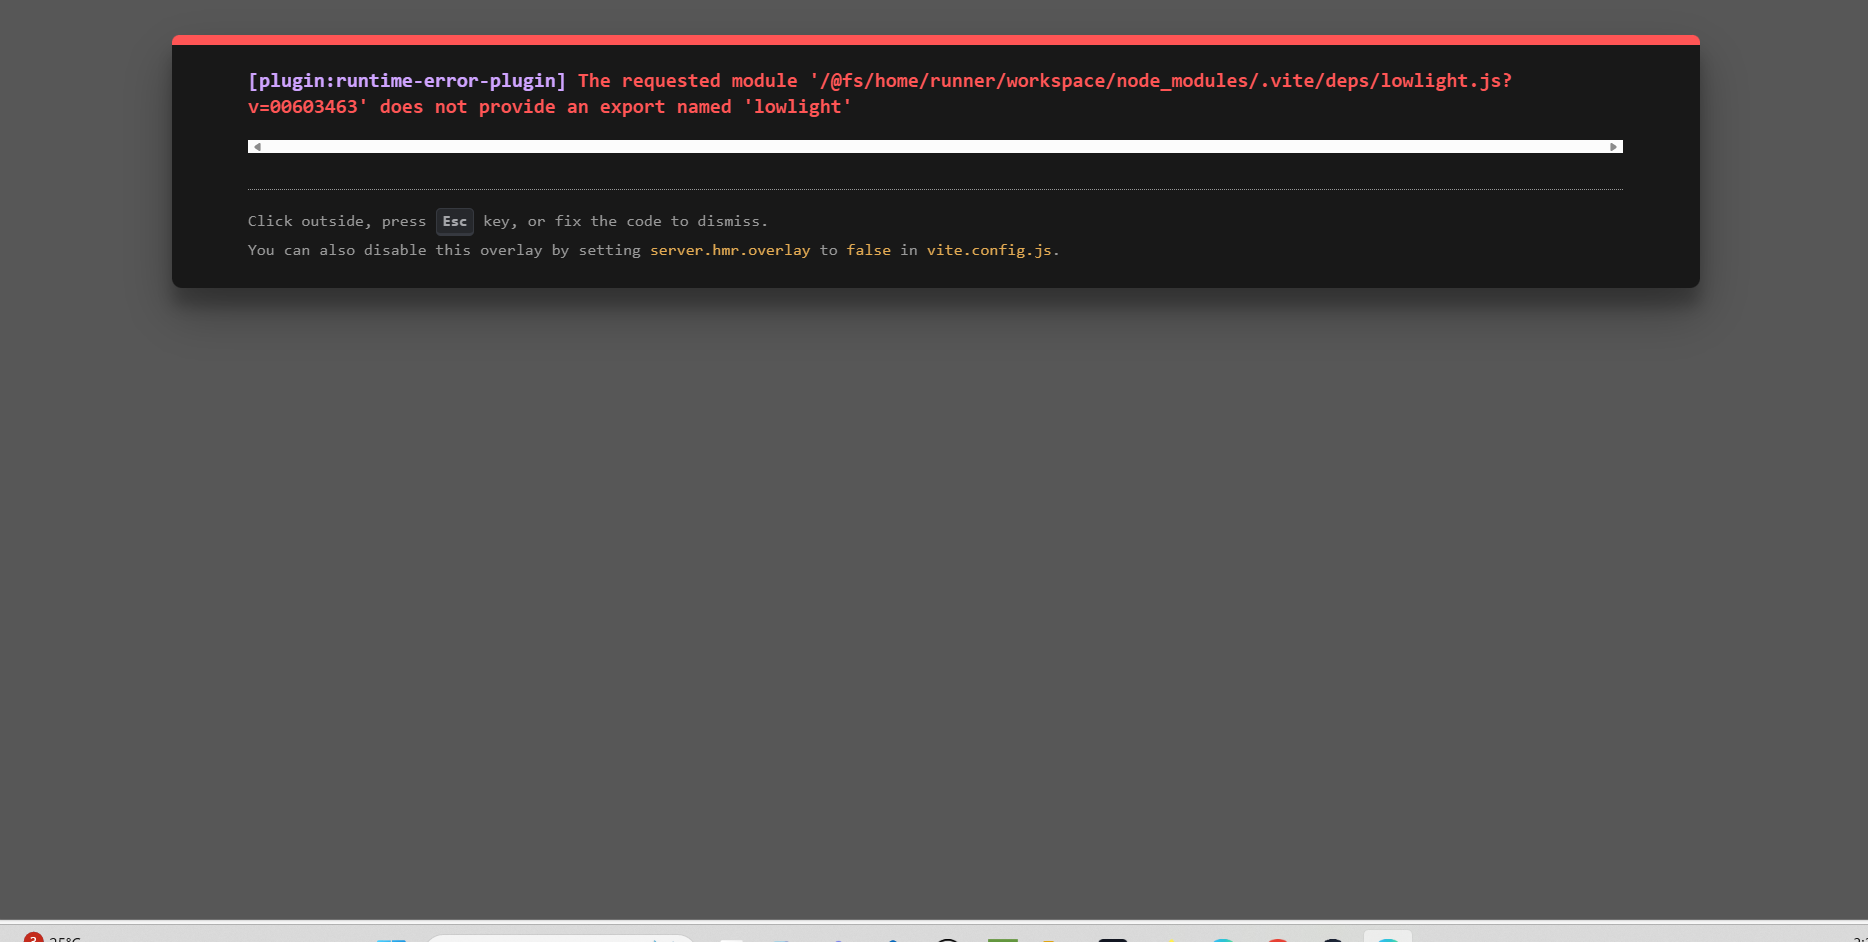 [plugin:runtime-error-plugin] The requested module '/@fs/home/runner/workspace/node_modules/.vite/deps/lowlight.js?
v=00603463' does not provide an export named 'lowlight'
Click outside, press Esc key, or fix the code to dismiss.
You can also disable this overlay by setting server.hmr.overlay to false in vite.config.js.